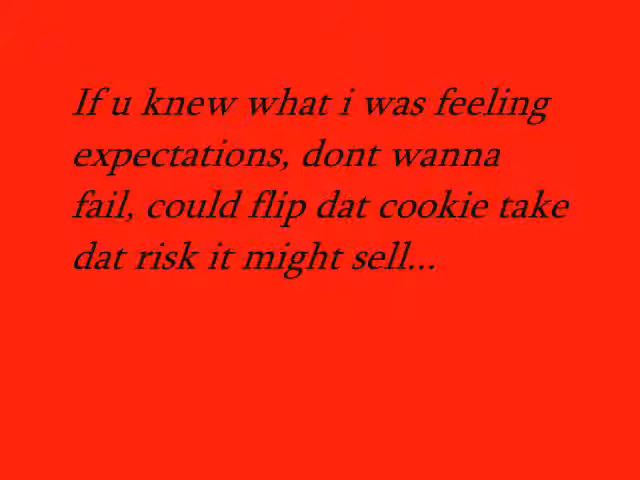 If u knew what i was feeling
expectations, dont wanna
fail, could flip dat cookie take
dat risk it might sell...